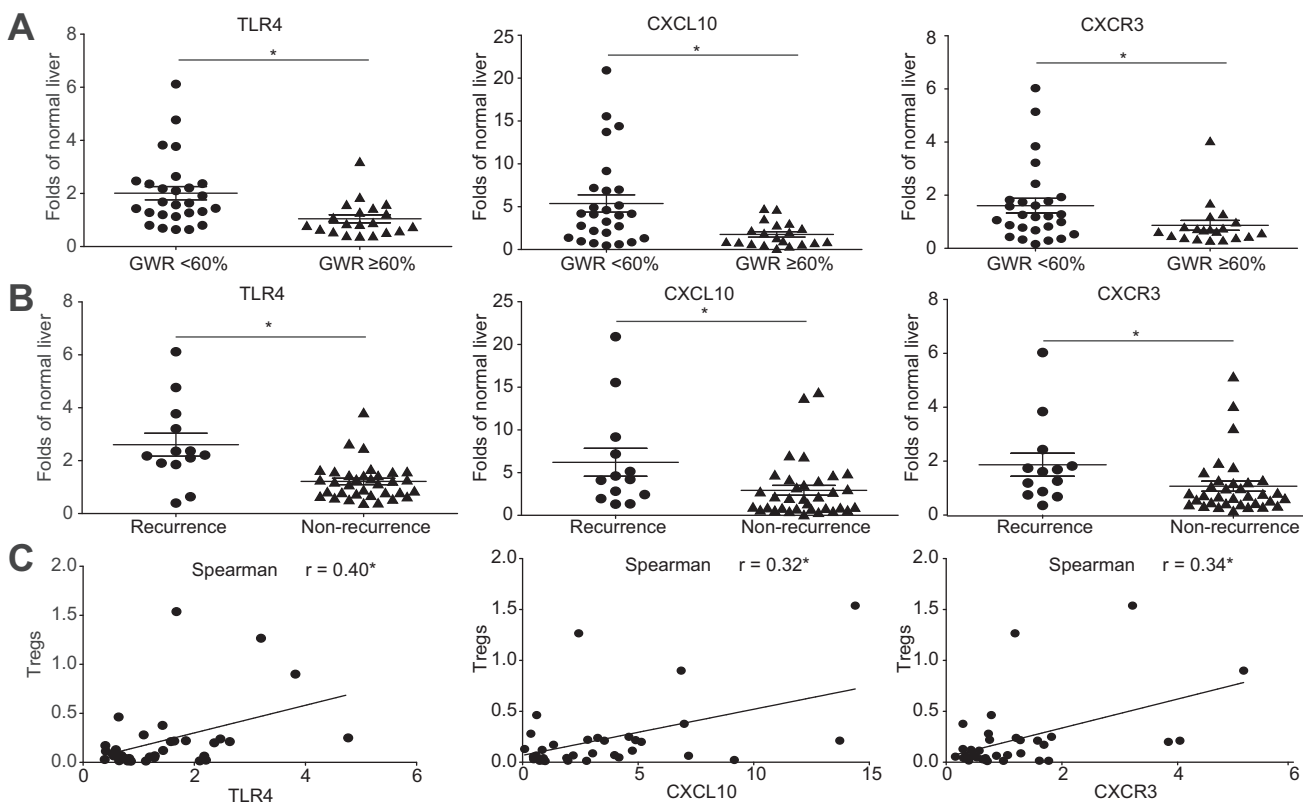 A
TLR4
Folds of normal liver
8
6
4
2
0
*
GWR <60%
GWR ≥60%
CXCL10
Folds of normal liver
25
20
15
10
5
0
*
GWR <60%
GWR ≥60%
CXCR3
Folds of normal liver
8
6
4
2
0
*
GWR <60%
GWR ≥60%
B
TLR4
Folds of normal liver
8
6
4
2
0
*
Recurrence
Non-recurrence
CXCL10
Folds of normal liver
25
20
15
10
5
0
*
Recurrence
Non-recurrence
CXCR3
Folds of normal liver
8
6
4
2
0
*
Recurrence
Non-recurrence
C
Spearman r = 0.40*
Tregs
2.0
1.5
1.0
0.5
0.0
0 2 4 6
TLR4
Spearman r = 0.32*
Tregs
2.0
1.5
1.0
0.5
0.0
0 5 10 15
CXCL10
Spearman r = 0.34*
Tregs
2.0
1.5
1.0
0.5
0.0
0 2 4 6
CXCR3